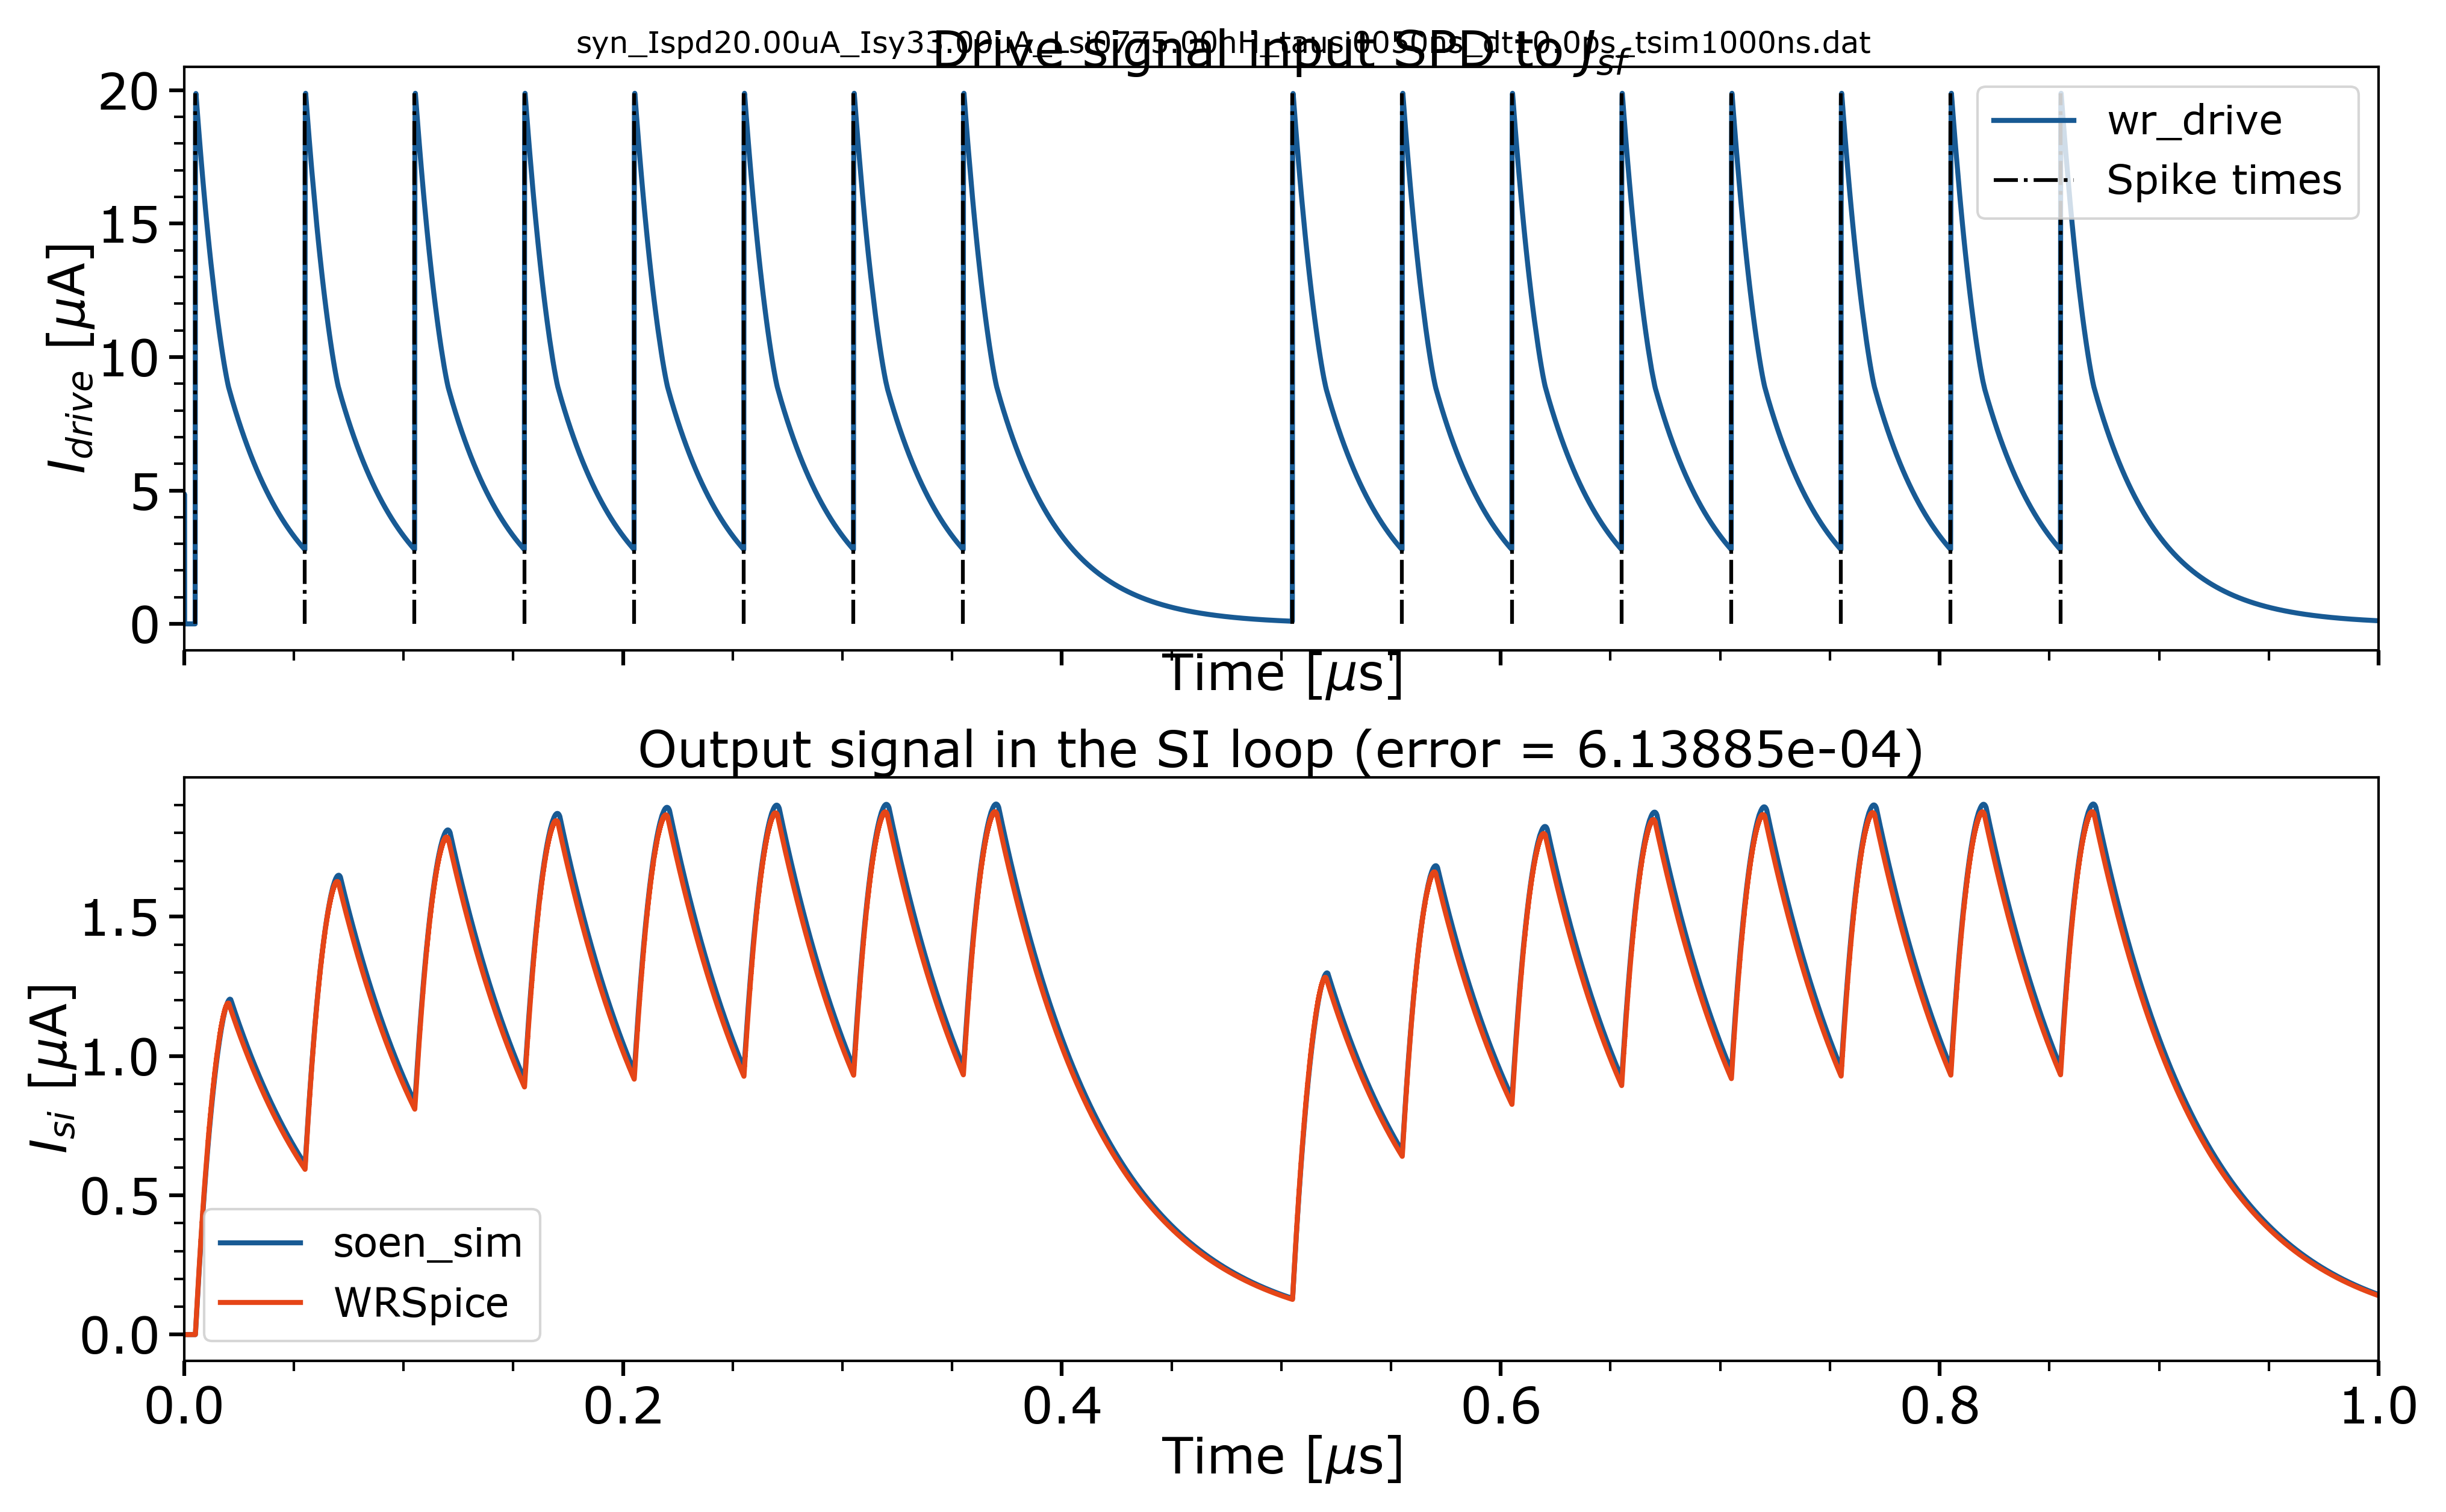 syn_Ispd20.00uA_Isy33.00uA_Lsi0775.00nH_tausi0050ns_dt10.0ps_tsim1000ns.dat
Drive signal input SPD to J_sf
20
15
10
5
0
I_drive [μA]
wr_drive
Spike times
Time [μs]
Output signal in the SI loop (error = 6.13885e-04)
1.5
1.0
0.5
0.0
I_si [μA]
soen_sim
WRSpice
0.0 0.2 0.4 0.6 0.8 1.0
Time [μs]